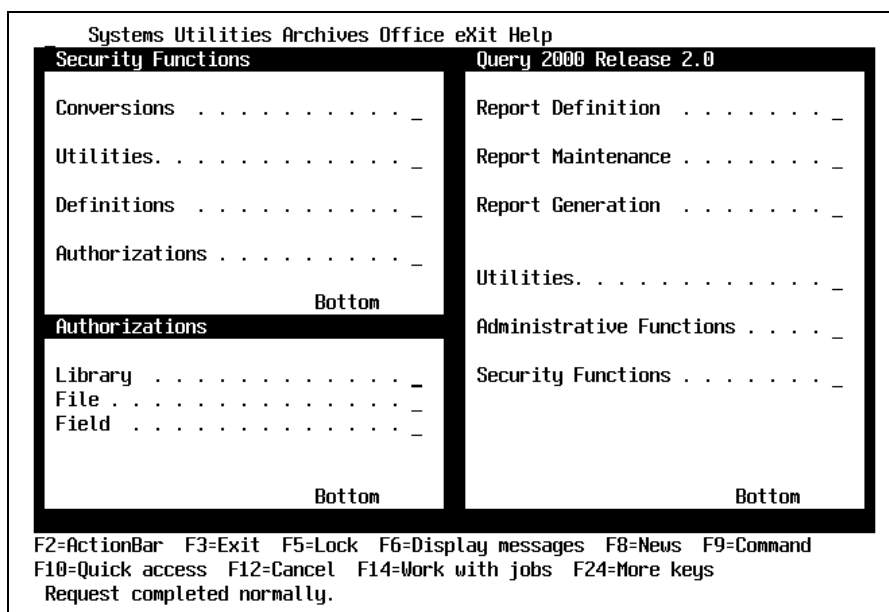 Systems Utilities Archives Office eXit Help
Security Functions
Conversions . . . . . . . . . . _
Utilities. . . . . . . . . . . . _
Definitions . . . . . . . . . . _
Authorizations . . . . . . . . . _
Bottom
Authorizations
Library . . . . . . . . . . . . _
File . . . . . . . . . . . . . . _
Field . . . . . . . . . . . . . _
Bottom
Query 2000 Release 2.0
Report Definition . . . . . . . _
Report Maintenance . . . . . . . _
Report Generation . . . . . . . _
Utilities. . . . . . . . . . . . _
Administrative Functions . . . . _
Security Functions . . . . . . . _
Bottom
F2=ActionBar F3=Exit F5=Lock F6=Display messages F8=News F9=Command
F10=Quick access F12=Cancel F14=Work with jobs F24=More keys
Request completed normally.